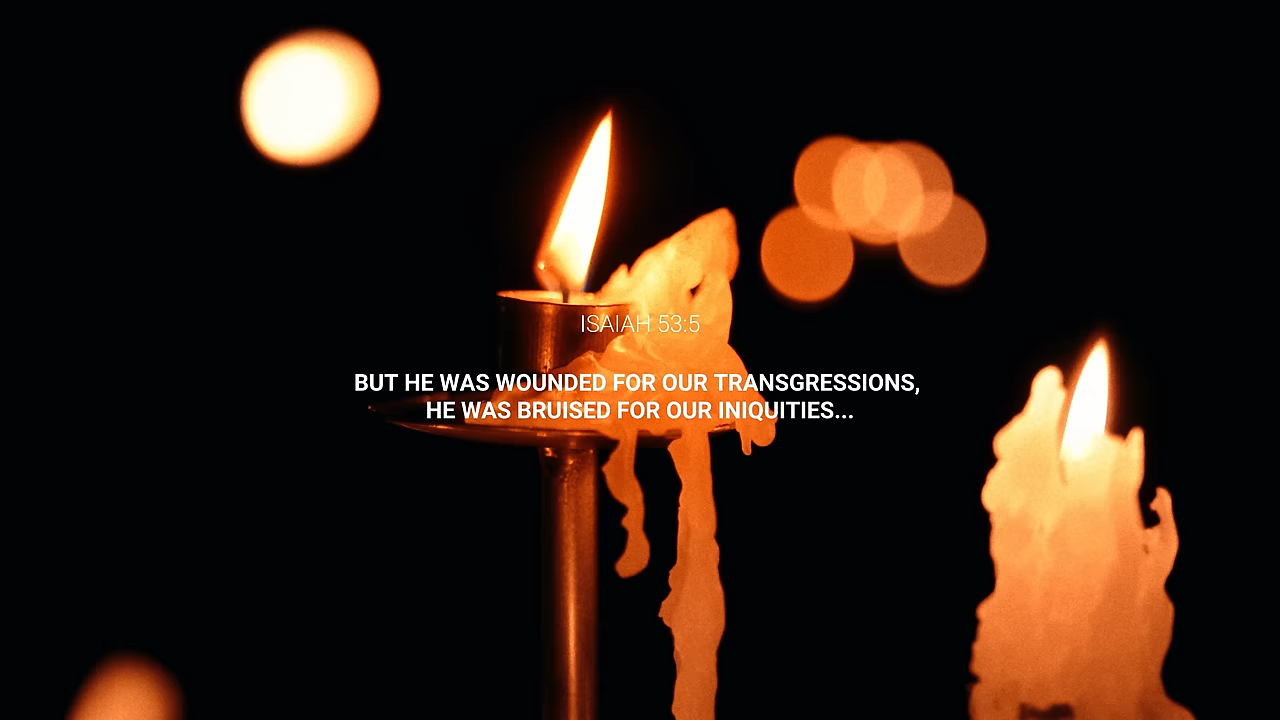 ISAIAH 53:5
BUT HE WAS WOUNDED FOR OUR TRANSGRESSIONS,
HE WAS BRUISED FOR OUR INIQUITIES...